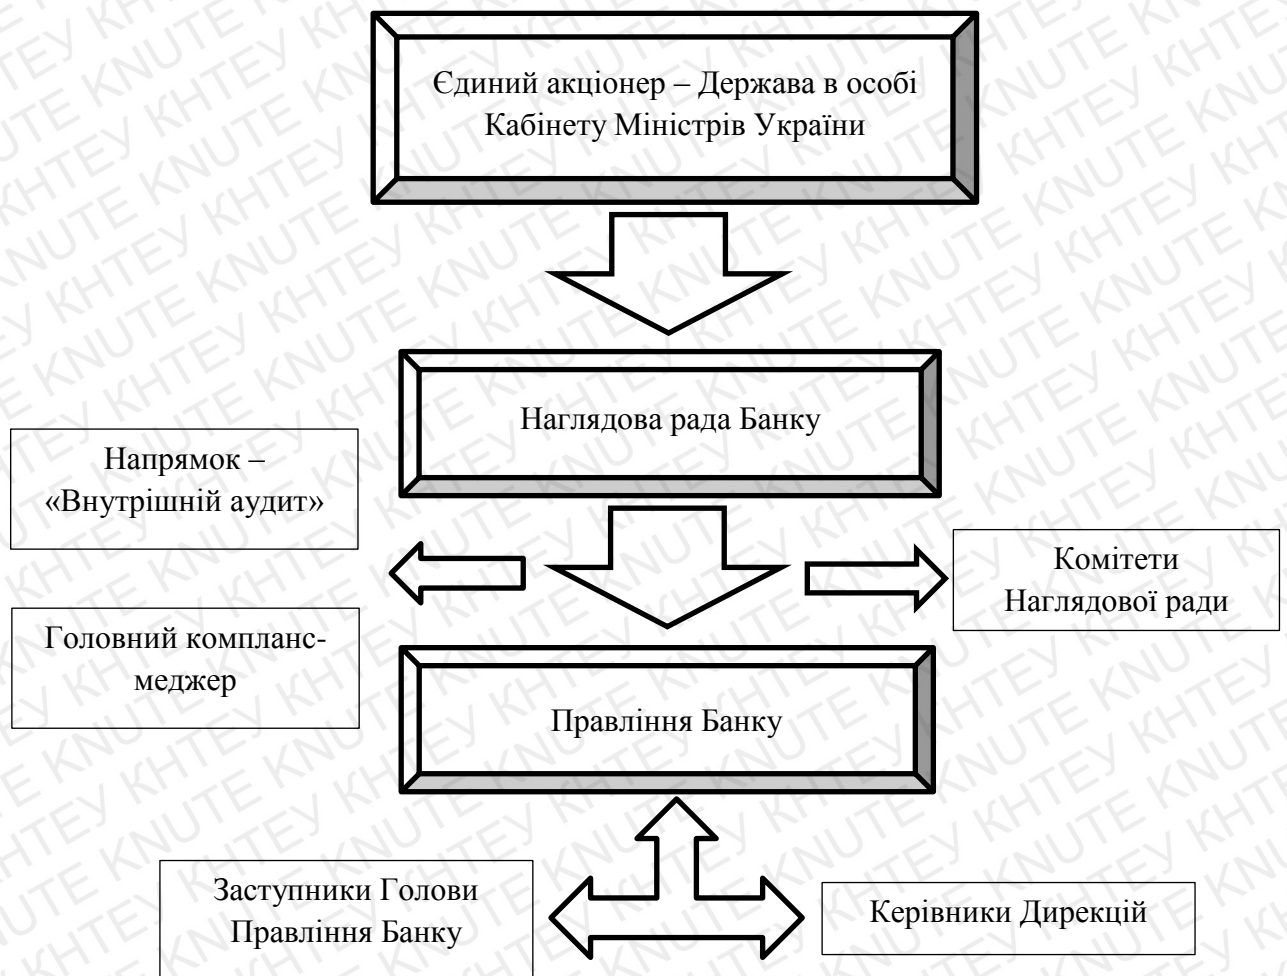 Єдиний акціонер – Держава в особі
Кабінету Міністрів України
Наглядова рада Банку
Напрямок –
«Внутрішній аудит»
Комітети
Наглядової ради
Головний компланс-
меджер
Правління Банку
Заступники Голови
Правління Банку
Керівники Дирекцій